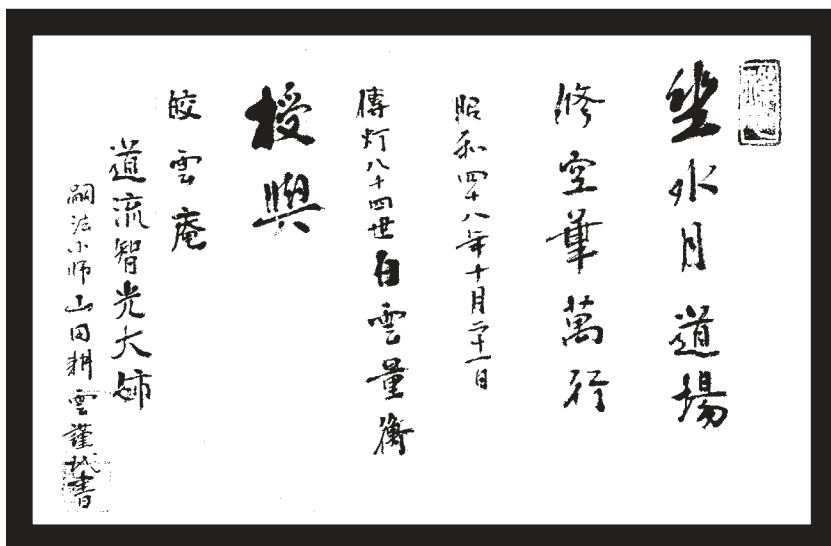 坐水月道場
修空華萬行
昭和四十八年十月二十一日
傳灯八十四世白雲量衡
授與
皎雲庵
道流智光大姉
嗣法小师山田耕雲謹代書